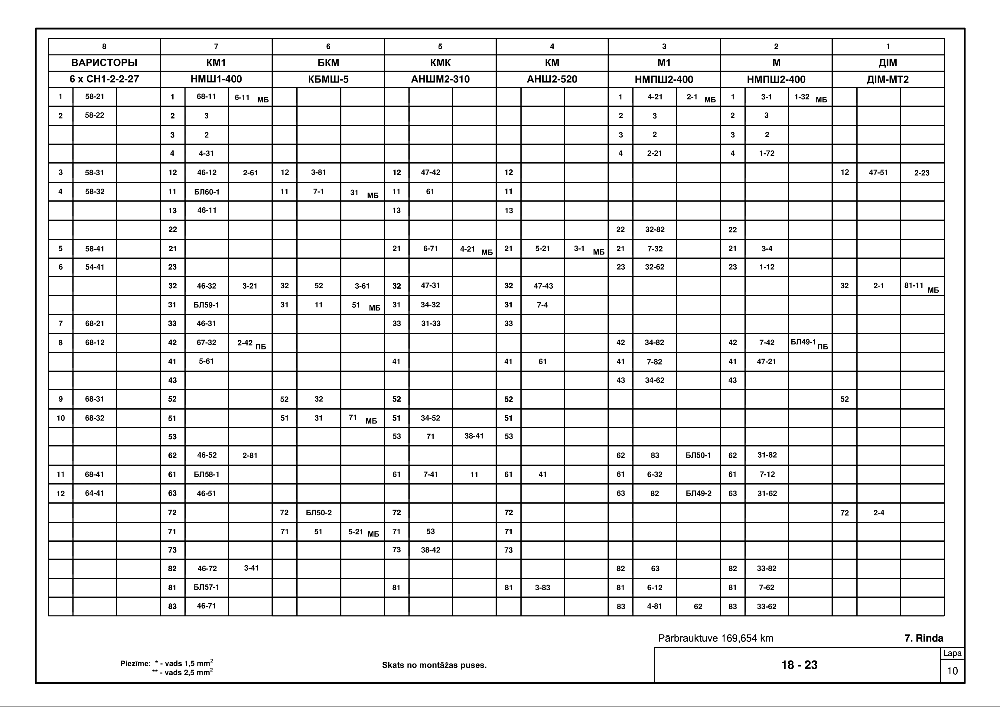 8 7 6 5 4 3 2 1
ВАРИСТОРЫ КМ1 БКМ КМК КМ М1 М ДІМ
6 x СН1-2-2-27 НМШ1-400 КБМШ-5 АНШМ2-310 АНШ2-520 НМПШ2-400 НМПШ2-400 ДІМ-МТ2
1 58-21 1 68-11 6-11 МБ 1 4-21 2-1 МБ 1 3-1 1-32 МБ
2 58-22 2 3 2 3 2 3
3 2 3 2 3 2
4 4-31 4 2-21 4 1-72
3 58-31 12 46-12 2-61 12 3-81 12 47-42 12 12 47-51 2-23
4 58-32 11 БЛ60-1 11 7-1 31 МБ 11 61 11
13 46-11 13 13
22 22 32-82 22
5 58-41 21 21 6-71 4-21 МБ 21 5-21 3-1 МБ 21 7-32 21 3-4
6 54-41 23 23 32-62 23 1-12
32 46-32 3-21 32 52 3-61 32 47-31 32 47-43 32 2-1 81-11 МБ
31 БЛ59-1 31 11 51 МБ 31 34-32 31 7-4
7 68-21 33 46-31 33 31-33 33
8 68-12 42 67-32 2-42 ПБ 42 34-82 42 7-42 БЛ49-1 ПБ
41 5-61 41 41 61 41 7-82 41 47-21
43 43 34-62 43
9 68-31 52 52 32 52 52 52
10 68-32 51 51 31 71 МБ 51 34-52 51
53 53 71 38-41 53
62 46-52 2-81 62 83 БЛ50-1 62 31-82
11 68-41 61 БЛ58-1 61 7-41 11 61 41 61 6-32 61 7-12
12 64-41 63 46-51 63 82 БЛ49-2 63 31-62
72 72 БЛ50-2 72 72 72 2-4
71 71 51 5-21 МБ 71 53 71
73 73 38-42 73
82 46-72 3-41 82 63 82 33-82
81 БЛ57-1 81 81 3-83 81 6-12 81 7-62
83 46-71 83 4-81 62 83 33-62
Pārbrauktuve 169,654 km 7. Rinda
Piezīme: * - vads 1,5 mm2
** - vads 2,5 mm2
Skats no montāžas puses.
18 - 23
Lapa
10